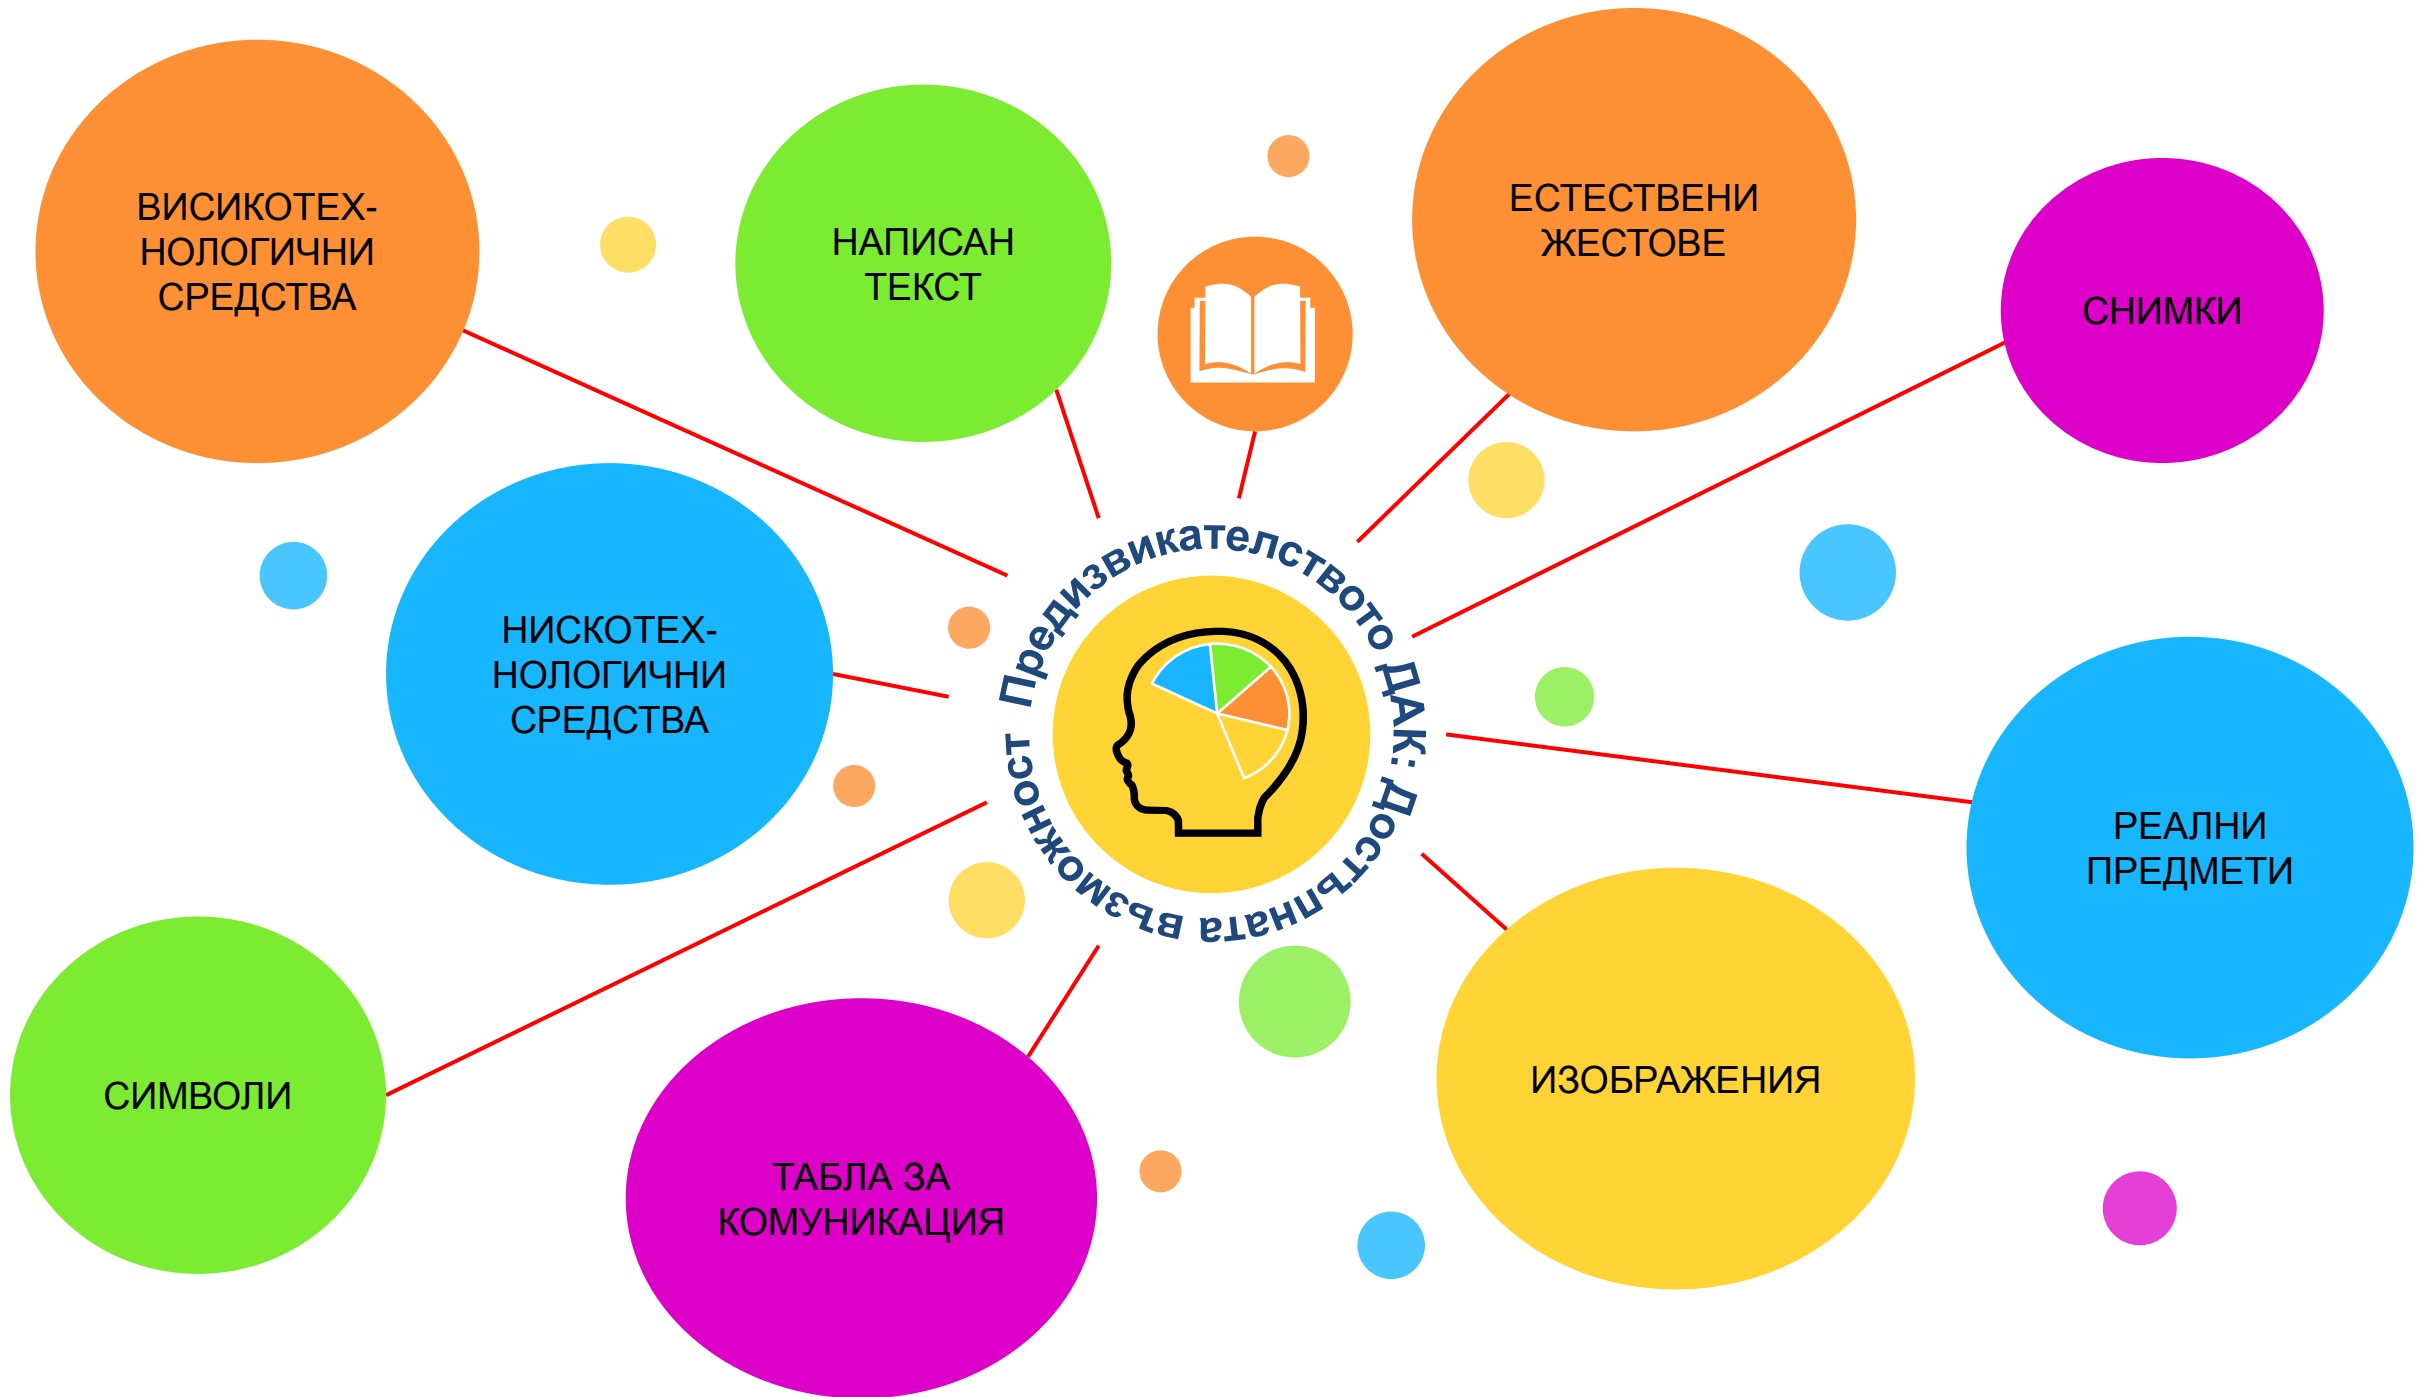 ВИСИКОТЕХ-
НОЛОГИЧНИ
СРЕДСТВА
НАПИСАН
ТЕКСТ
ЕСТЕСТВЕНИ
ЖЕСТОВЕ
СНИМКИ
НИСКОТЕХ-
НОЛОГИЧНИ
СРЕДСТВА
Предизвикателството ДАК: Достъпната възможност
РЕАЛНИ
ПРЕДМЕТИ
СИМВОЛИ
ТАБЛА ЗА
КОМУНИКАЦИЯ
ИЗОБРАЖЕНИЯ